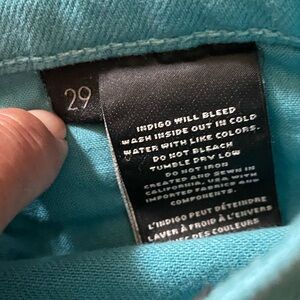 29
INDIGO WILL BLEED
WASH INSIDE OUT IN COLD
WATER WITH LIKE COLORS.
DO NOT BLEACH
TUMBLE DRY LOW
DO NOT IRON
CREATED AND SEWN IN
CALIFORNIA, USA WITH
IMPORTED FABRICS AND
COMPONENTS.
L'INDIGO PEUT DÉTEINDRE
LAVER À FROID À L'ENVERS
DES COULEURS